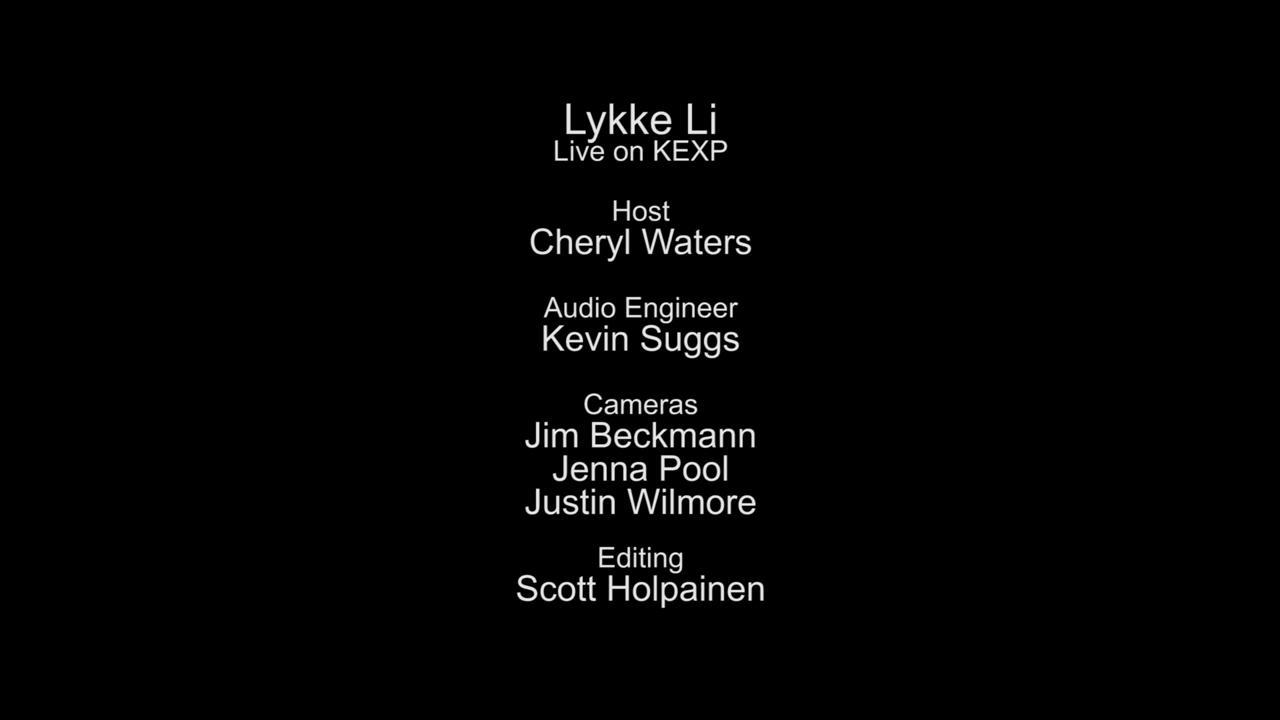 Lykke Li
Live on KEXP
Host
Cheryl Waters
Audio Engineer
Kevin Suggs
Cameras
Jim Beckmann
Jenna Pool
Justin Wilmore
Editing
Scott Holpainen